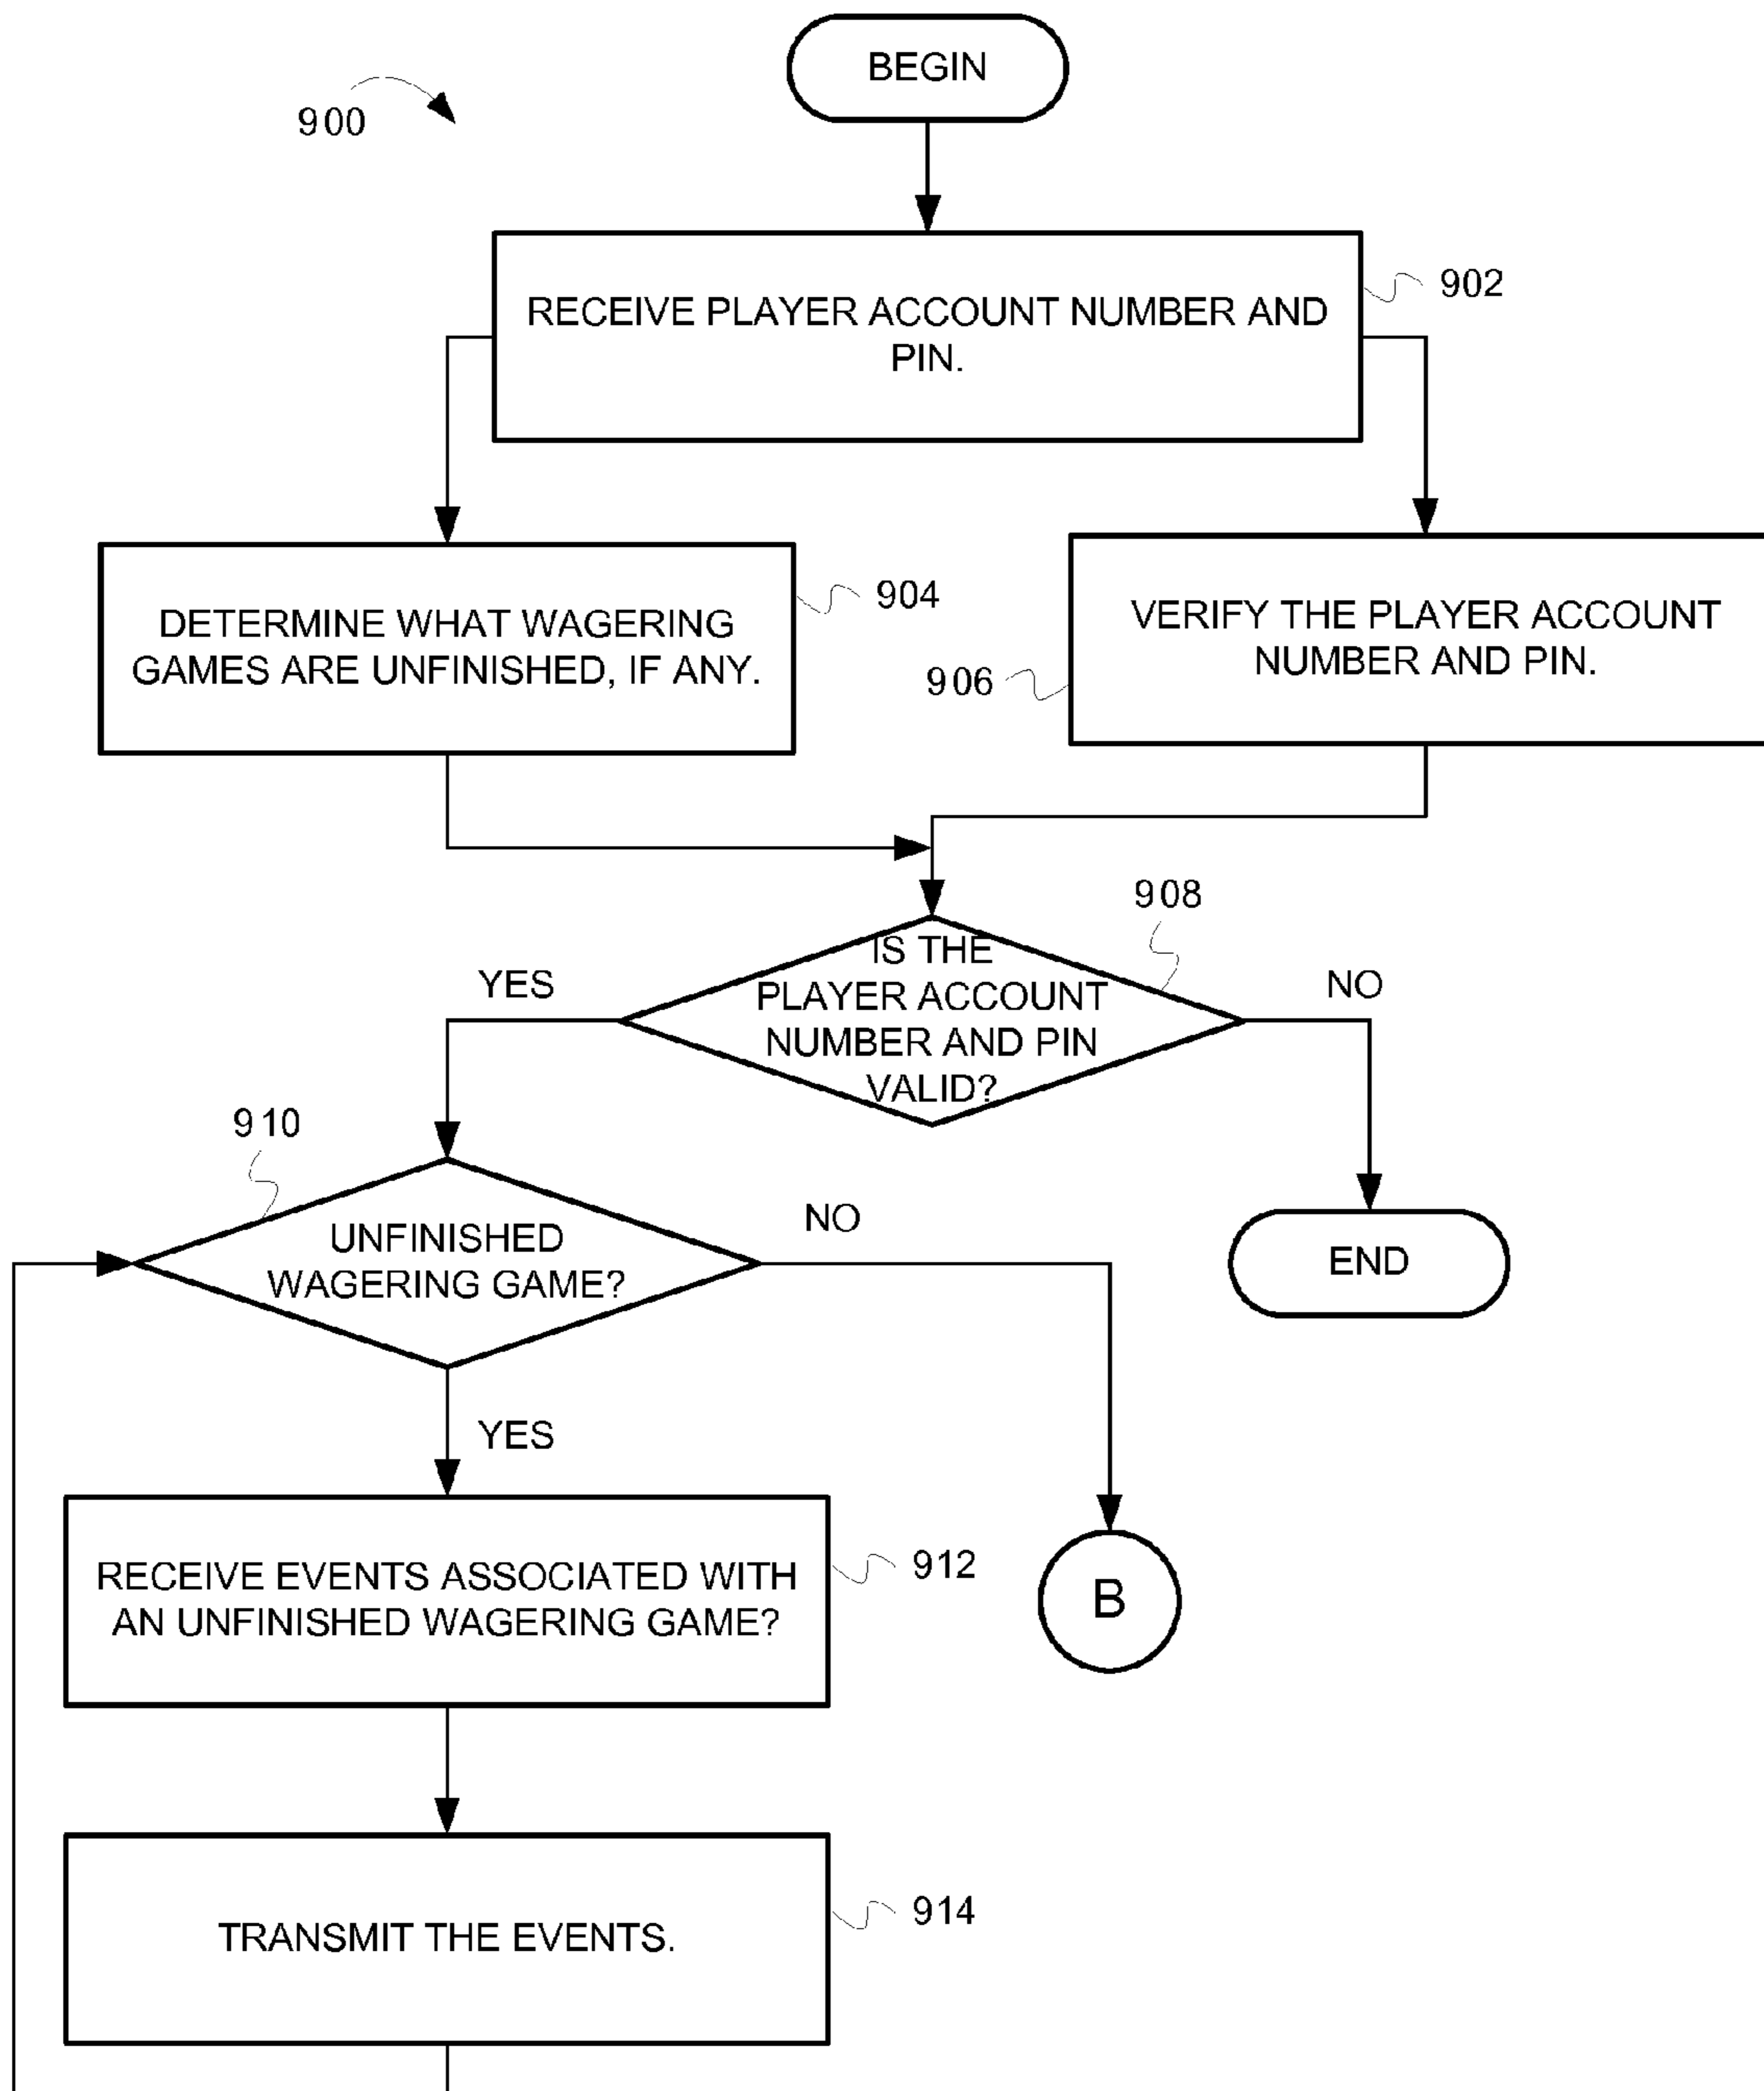 BEGIN
900
902
RECEIVE PLAYER ACCOUNT NUMBER AND
PIN.
904
DETERMINE WHAT WAGERING
GAMES ARE UNFINISHED, IF ANY.
906
VERIFY THE PLAYER ACCOUNT
NUMBER AND PIN.
908
IS THE
PLAYER ACCOUNT
NUMBER AND PIN
VALID?
YES
NO
910
UNFINISHED
WAGERING GAME?
NO
END
YES
912
RECEIVE EVENTS ASSOCIATED WITH
AN UNFINISHED WAGERING GAME?
B
914
TRANSMIT THE EVENTS.